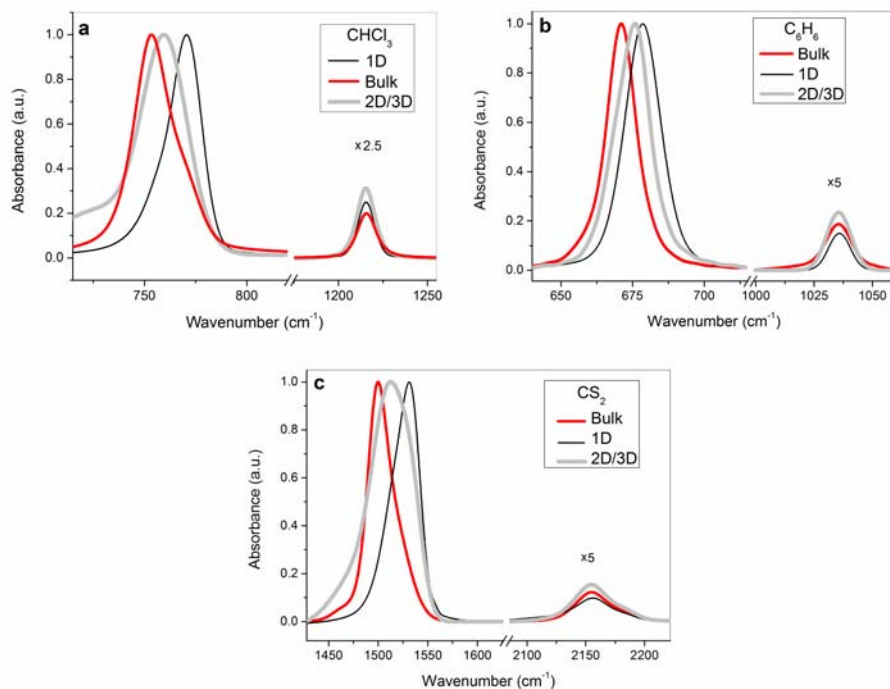 a
CHCl3
1D
Bulk
2D/3D
x2.5
Absorbance (a.u.)
1.0
0.8
0.6
0.4
0.2
0.0
750 800 1200 1250
Wavenumber (cm-1)
b
C6H6
Bulk
1D
2D/3D
x5
Absorbance (a.u.)
1.0
0.8
0.6
0.4
0.2
0.0
650 675 700 1000 1025 1050
Wavenumber (cm-1)
c
CS2
Bulk
1D
2D/3D
x5
Absorbance (a.u.)
1.0
0.8
0.6
0.4
0.2
0.0
1450 1500 1550 1600 2100 2150 2200
Wavenumber (cm-1)